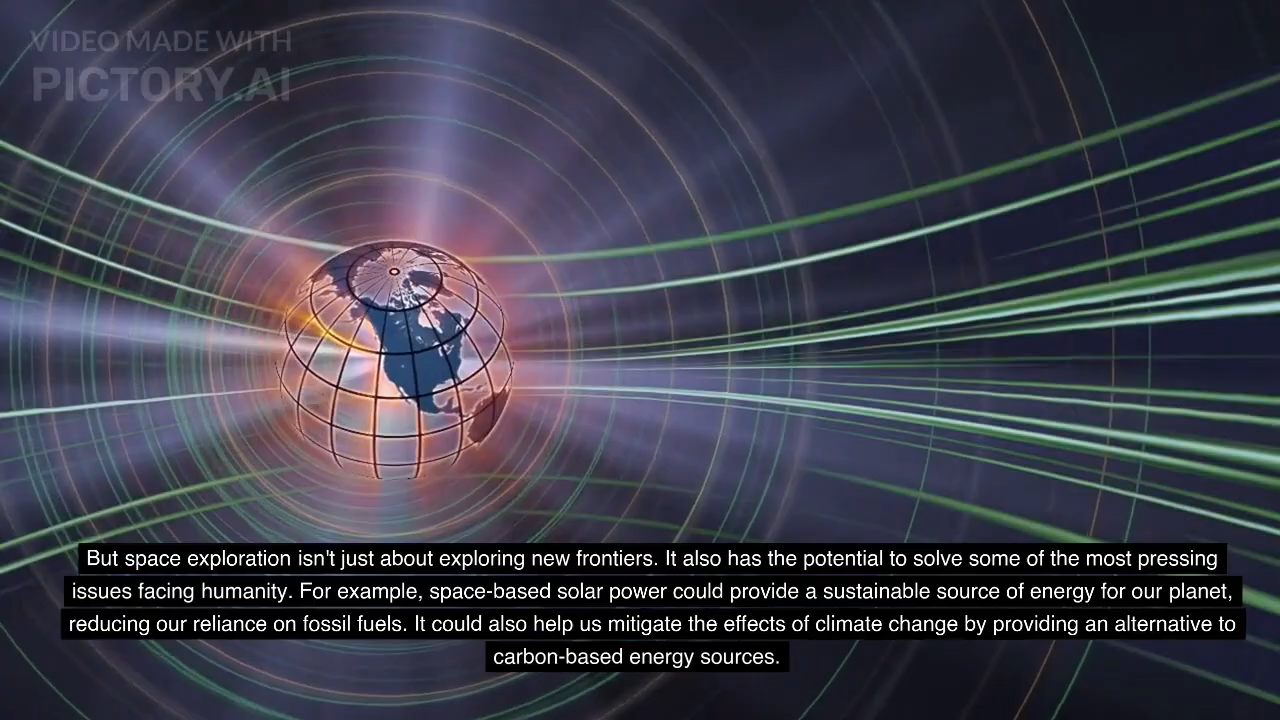 VIDEO MADE WITH
PICTORY.AI
But space exploration isn't just about exploring new frontiers. It also has the potential to solve some of the most pressing
issues facing humanity. For example, space-based solar power could provide a sustainable source of energy for our planet,
reducing our reliance on fossil fuels. It could also help us mitigate the effects of climate change by providing an alternative to
carbon-based energy sources.